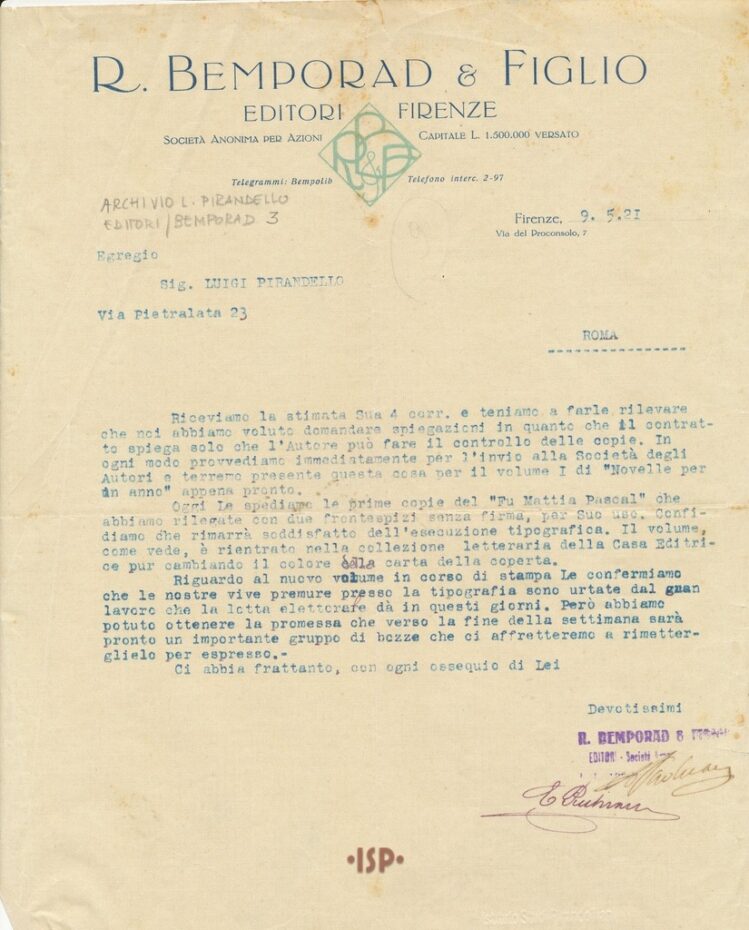 R. BEMPORAD & FIGLIO
EDITORI FIRENZE
SOCIETÀ ANONIMA PER AZIONI CAPITALE L. 1.500.000 VERSATO
RB&F
Telegrammi: Bempolib Telefono interc. 2-97
ARCHIVIO L. PIRANDELLO
EDITORI/BEMPORAD 3
Firenze, 9.5.21
Via del Proconsolo, 7
Egregio
Sig. LUIGI PIRANDELLO
Via Pietralata 23
ROMA
Riceviamo la stimata Sua 4 corr. e teniamo a farle rilevare
che noi abbiamo voluto domandare spiegazioni in quanto che il contrat-
to spiega solo che l'Autore può fare il controllo delle copie. In
ogni modo provvediamo immediatamente per l'invio alla Società degli
Autori e terremo presente questa cosa per il volume I di "Novelle per
un anno" appena pronto.
Oggi Le spediamo le prime copie del "Fu Mattia Pascal" che
abbiamo rilegate con due frontespizi senza firma, per Suo uso. Confi-
diamo che rimarrà soddisfatto dell'esecuzione tipografica. Il volume,
come vede, è rientrato nella collezione letteraria della Casa Editri-
ce pur cambiando il colore della carta della coperta.
Riguardo al nuovo volume in corso di stampa Le confermiamo
che le nostre vive premure presso la tipografia sono urtate dal gran
lavoro che la lotta elettorale dà in questi giorni. Però abbiamo
potuto ottenere la promessa che verso la fine della settimana sarà
pronto un importante gruppo di bozze che ci affretteremo a rimetter-
glielo per espresso.-
Ci abbia frattanto, con ogni ossequio di Lei
Devotissimi
R. BEMPORAD &
EDITORI - Società
·ISP·